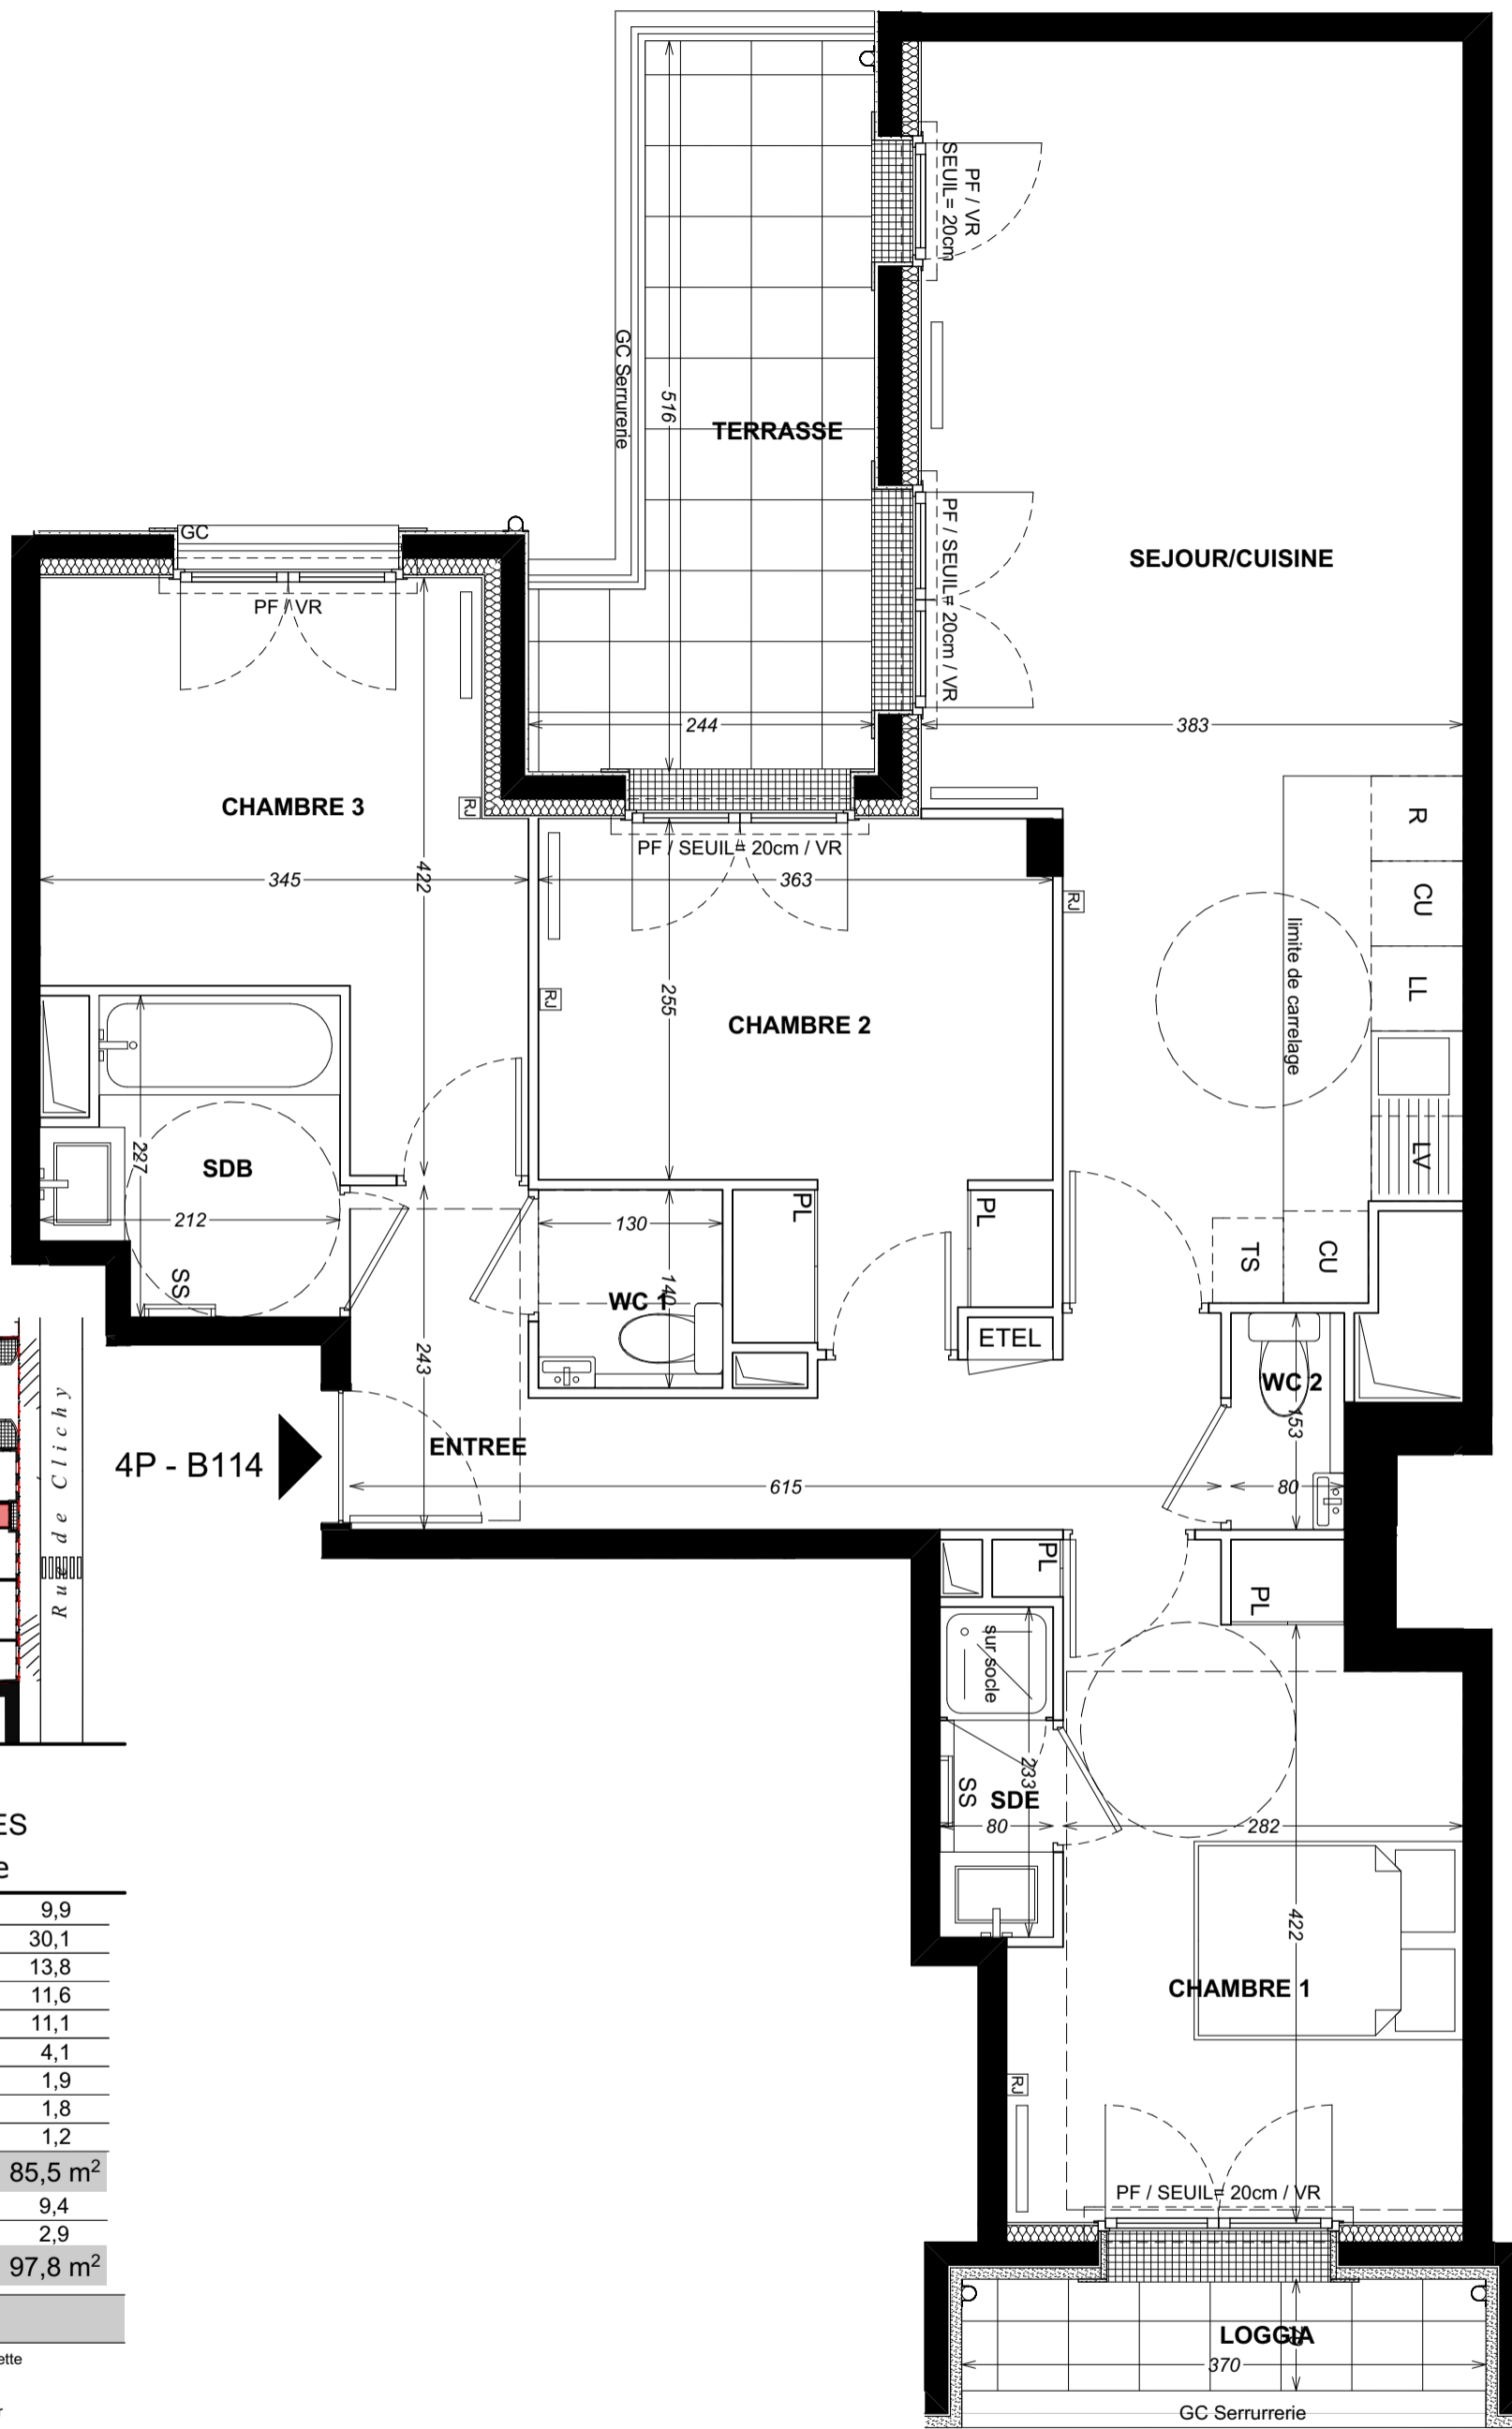 PF / VR
SEUIL= 20cm
GC Serrurerie
516
TERRASSE
SEJOUR/CUISINE
PF / SEUIL= 20cm / VR
GC
PF / VR
244
383
CHAMBRE 3
RJ
PF / SEUIL= 20cm / VR
R
345
422
363
RJ
CU
limite de carrelage
LL
RJ
255
CHAMBRE 2
LV
227
SDB
212
SS
130
140
WC 1
PL
PL
TS
CU
ETEL
243
WC 2
153
4P - B114
ENTREE
615
80
Rue de Clichy
PL
PL
sur socle
233
SS
SDE
80
282
422
CHAMBRE 1
RJ
PF / SEUIL= 20cm / VR
LOGGIA
370
GC Serrurrerie
ES
e
9,9
30,1
13,8
11,6
11,1
4,1
1,9
1,8
1,2
85,5 m²
9,4
2,9
97,8 m²
ette
r